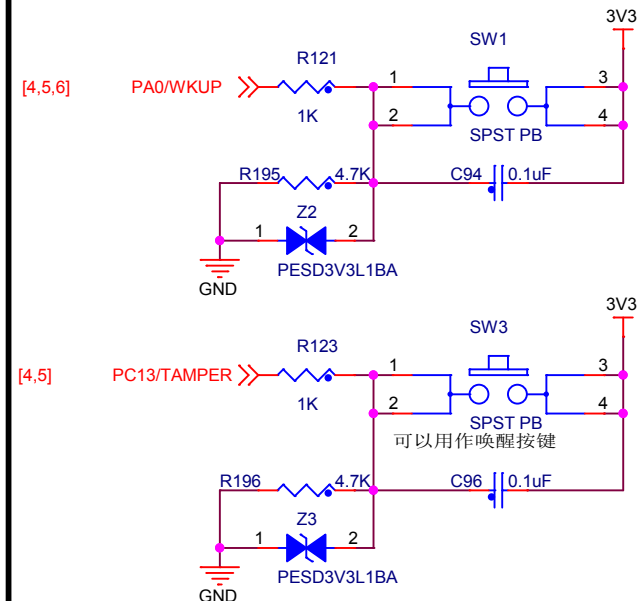 3V3
SW1
R121
[4,5,6] PA0/WKUP 1 3
1K 2 4
SPST PB
R195 4.7K C94 0.1uF
Z2
1 2
PESD3V3L1BA
GND
3V3
SW3
R123
[4,5] PC13/TAMPER 1 3
1K 2 4
SPST PB
可以用作唤醒按键
R196 4.7K C96 0.1uF
Z3
1 2
PESD3V3L1BA
GND